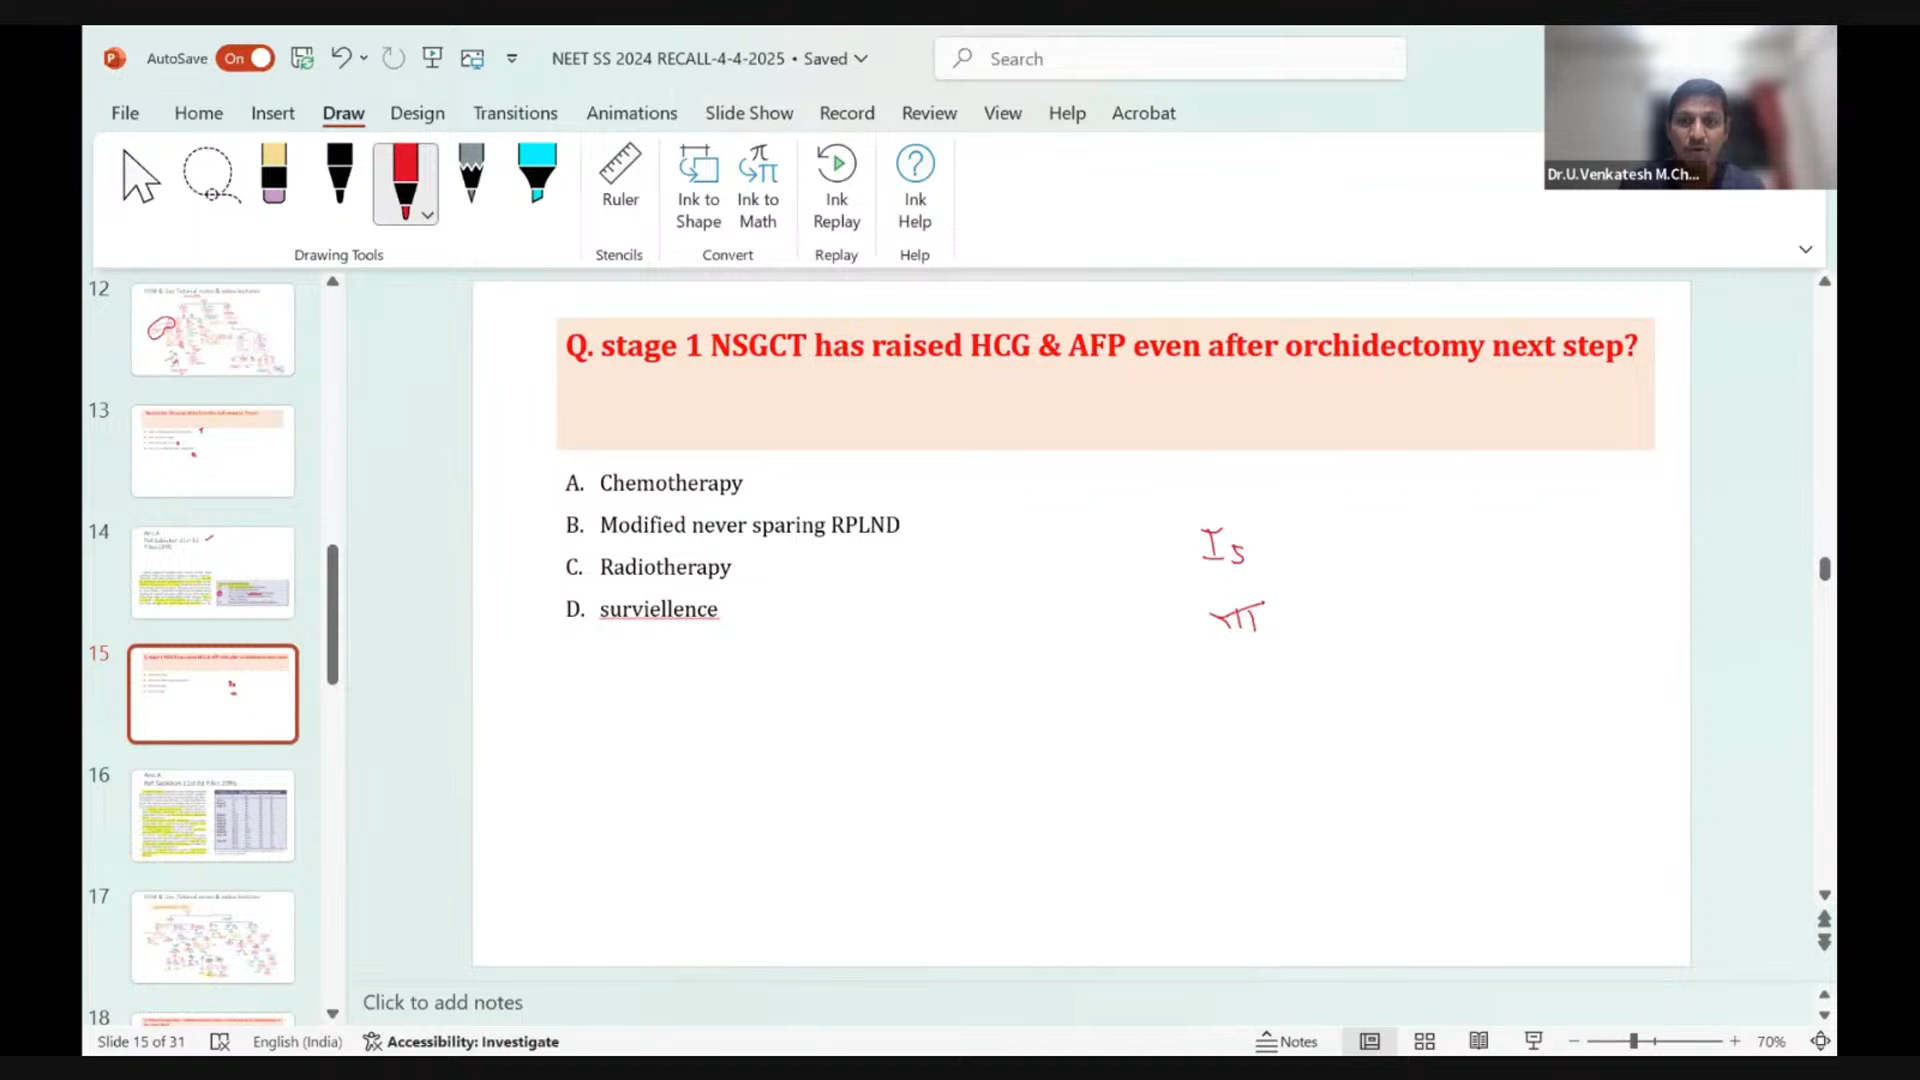 AutoSave On NEET SS 2024 RECALL-4-4-2025 • Saved Search
File Home Insert Draw Design Transitions Animations Slide Show Record Review View Help Acrobat
Dr.U.Venkatesh M.Ch...
Ruler
Ink to Shape
Ink to Math
Ink Replay
Ink Help
Drawing Tools Stencils Convert Replay Help
12
13
14
15
16
17
18
Q. stage 1 NSGCT has raised HCG & AFP even after orchidectomy next step?
A. Chemotherapy
B. Modified never sparing RPLND
C. Radiotherapy
D. surviellence
Is
III
Click to add notes
Slide 15 of 31 English (India) Accessibility: Investigate Notes 70%